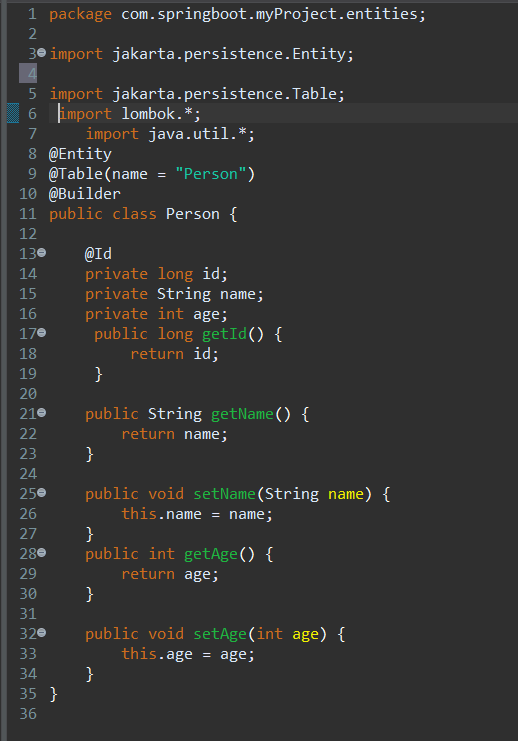 1 package com.springboot.myProject.entities;
2
3 import jakarta.persistence.Entity;
4
5 import jakarta.persistence.Table;
6  import lombok.*;
7     import java.util.*;
8 @Entity
9 @Table(name = "Person")
10 @Builder
11 public class Person {
12
13     @Id
14     private long id;
15     private String name;
16     private int age;
17      public long getId() {
18          return id;
19      }
20
21     public String getName() {
22         return name;
23     }
24
25     public void setName(String name) {
26         this.name = name;
27     }
28     public int getAge() {
29         return age;
30     }
31
32     public void setAge(int age) {
33         this.age = age;
34     }
35 }
36